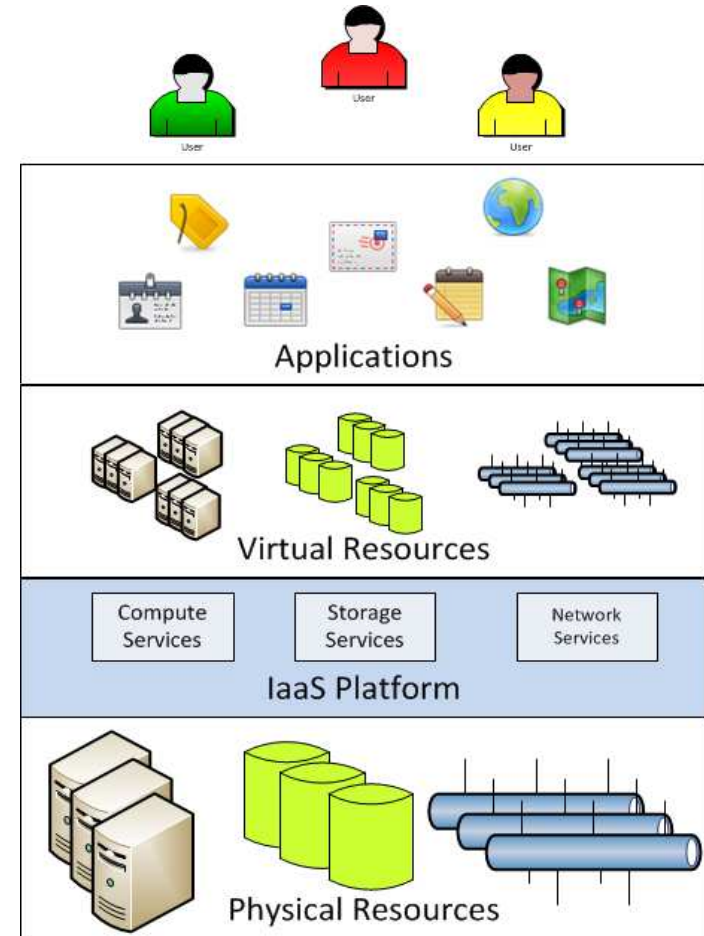 User
User
User
Applications
Virtual Resources
Compute
Services
Storage
Services
Network
Services
IaaS Platform
Physical Resources